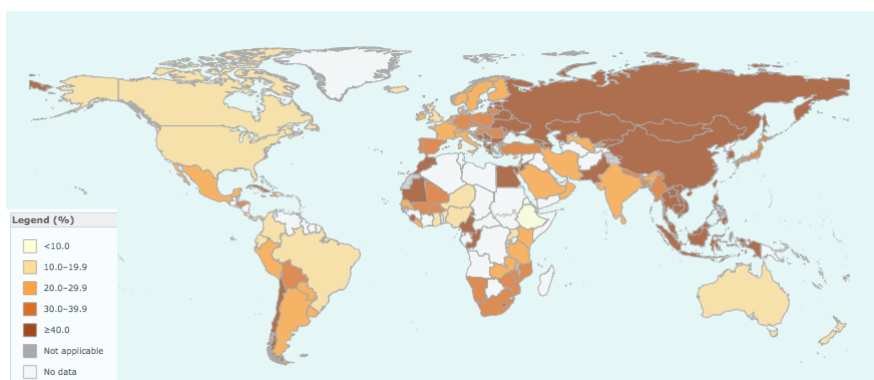 Legend (%)
<10.0
10.0–19.9
20.0–29.9
30.0–39.9
≥40.0
Not applicable
No data